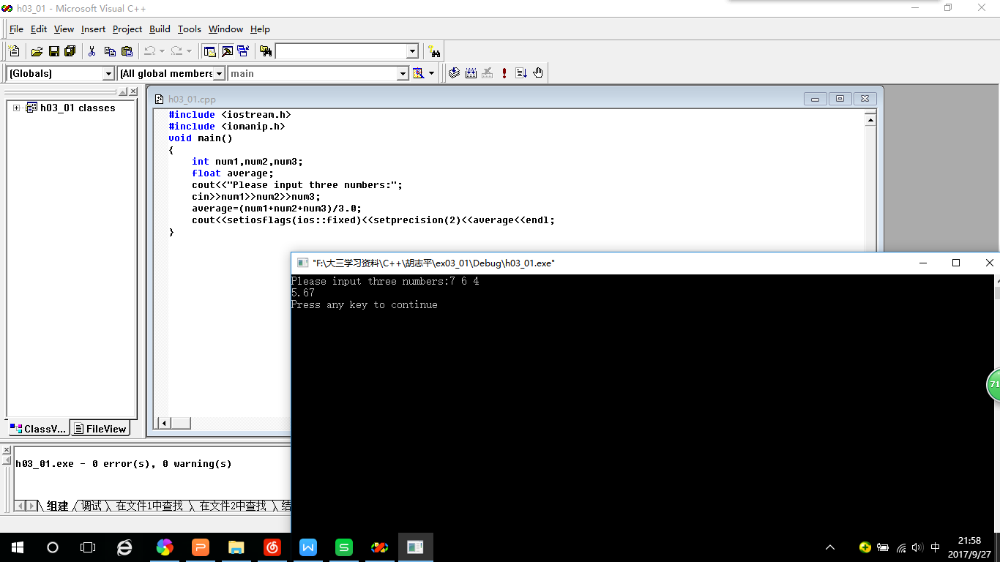 h03_01 - Microsoft Visual C++
File Edit View Insert Project Build Tools Window Help
(Globals) (All global members main
h03_01 classes
h03_01.cpp
#include <iostream.h>
#include <iomanip.h>
void main()
{
int num1,num2,num3;
float average;
cout<<"Please input three numbers:";
cin>>num1>>num2>>num3;
average=(num1+num2+num3)/3.0;
cout<<setiosflags(ios::fixed)<<setprecision(2)<<average<<endl;
}
"F:\大三学习资料\C++\胡志平\ex03_01\Debug\h03_01.exe"
Please input three numbers:7 6 4
5.67
Press any key to continue
71
ClassV... FileView
h03_01.exe - 0 error(s), 0 warning(s)
组建 调试 在文件1中查找 在文件2中查找 结
P W S 中 21:58
2017/9/27